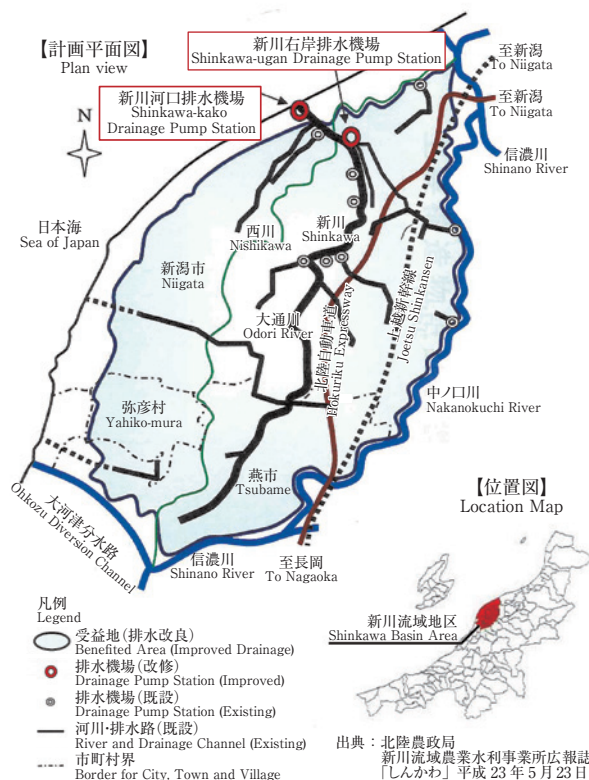 【計画平面図】
Plan view
新川右岸排水機場
Shinkawa-ugan Drainage Pump Station
新川河口排水機場
Shinkawa-kako
Drainage Pump Station
至新潟
To Niigata
至新潟
To Niigata
信濃川
Shinano River
N
日本海
Sea of Japan
西川
Nishikawa
新川
Shinkawa
新潟市
Niigata
大通川
Odori River
北陸自動車道
Hokuriku Expressway
上越新幹線
Joetsu Shinkansen
中ノ口川
Nakanokuchi River
弥彦村
Yahiko-mura
燕市
Tsubame
大河津分水路
Ohkozu Diversion Channel
信濃川
Shinano River
至長岡
To Nagaoka
【位置図】
Location Map
新川流域地区
Shinkawa Basin Area
凡例
Legend
受益地(排水改良)
Benefited Area (Improved Drainage)
排水機場(改修)
Drainage Pump Station (Improved)
排水機場(既設)
Drainage Pump Station (Existing)
河川・排水路(既設)
River and Drainage Channel (Existing)
市町村界
Border for City, Town and Village
出典：北陸農政局
新川流域農業水利事業所広報誌
「しんかわ」平成23年5月23日